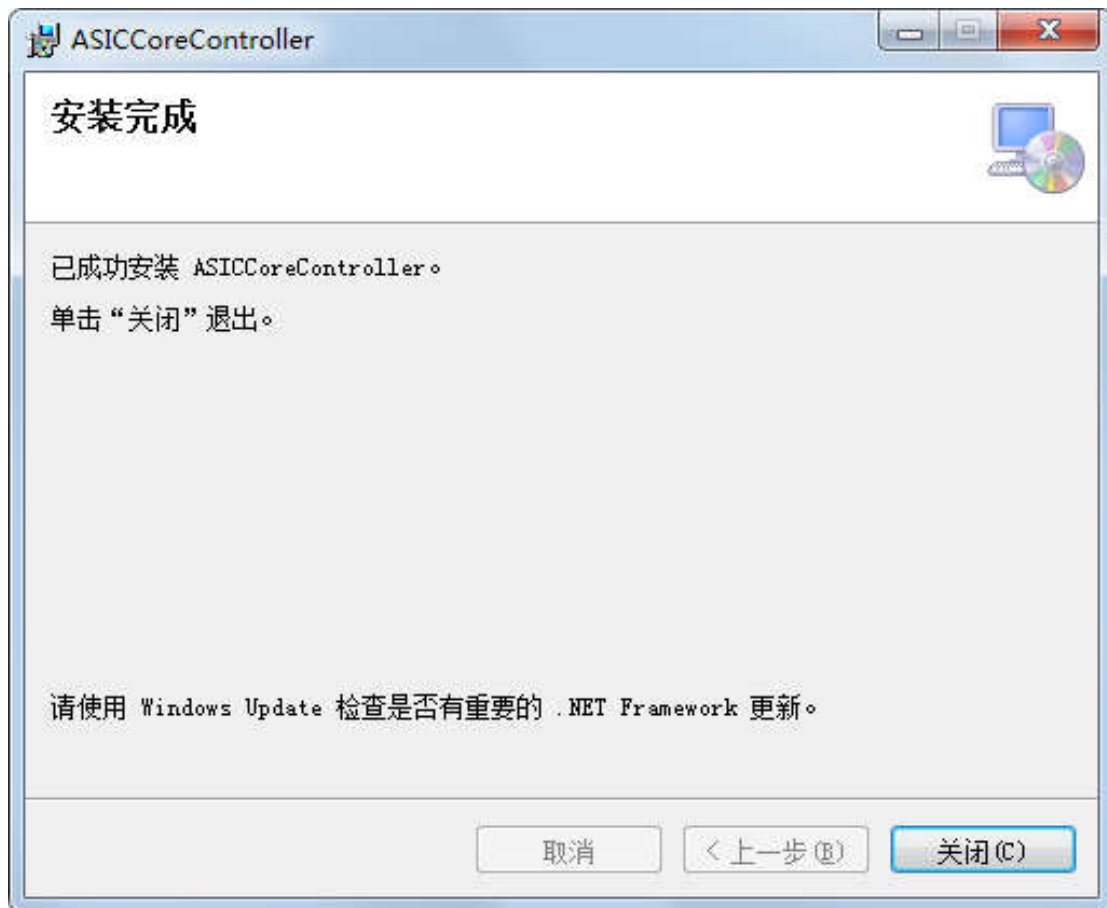 ASICCoreController
安装完成
已成功安装 ASICCoreController。
单击“关闭”退出。
请使用 Windows Update 检查是否有重要的 .NET Framework 更新。
取消
< 上一步(B)
关闭(C)